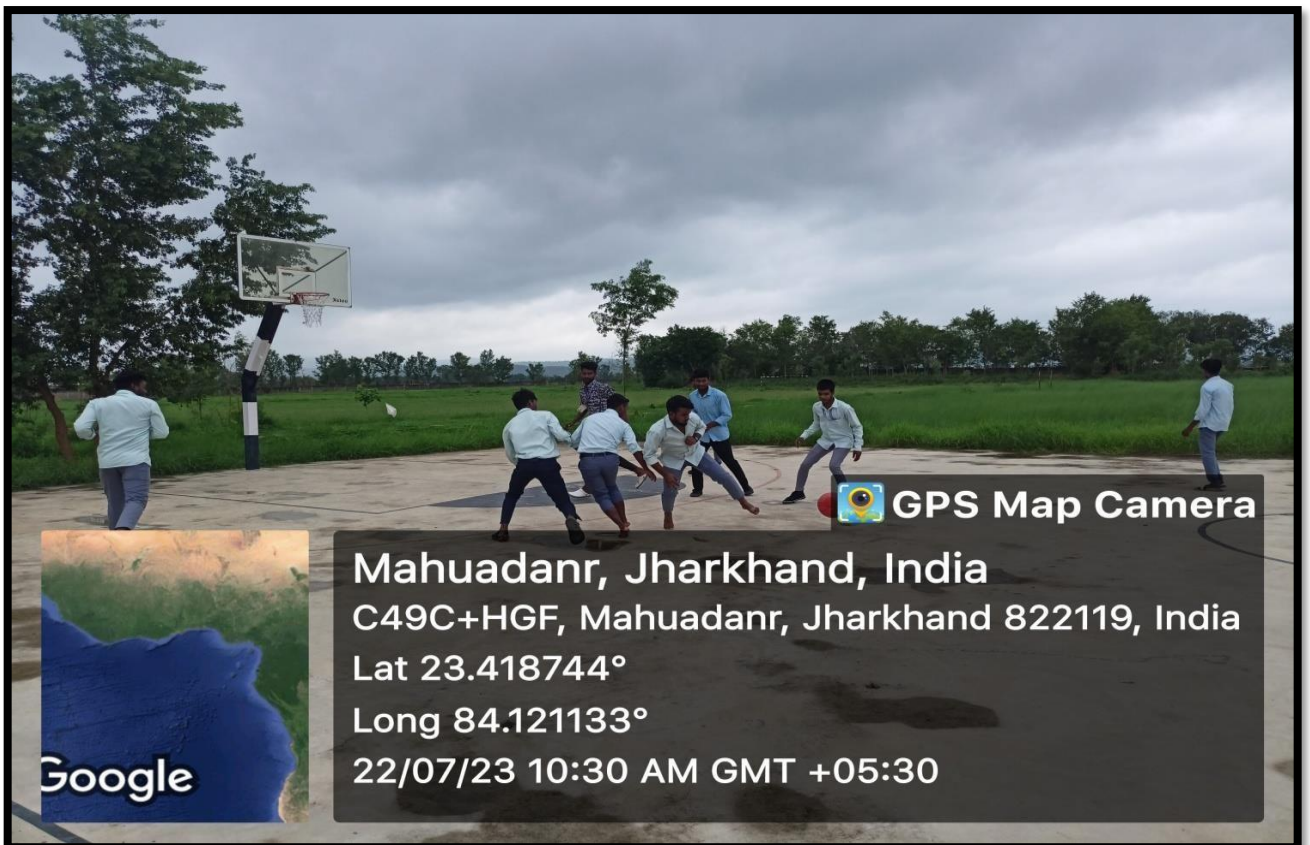 GPS Map Camera
Mahuadanr, Jharkhand, India
C49C+HGF, Mahuadanr, Jharkhand 822119, India
Lat 23.418744°
Long 84.121133°
22/07/23 10:30 AM GMT +05:30
Google